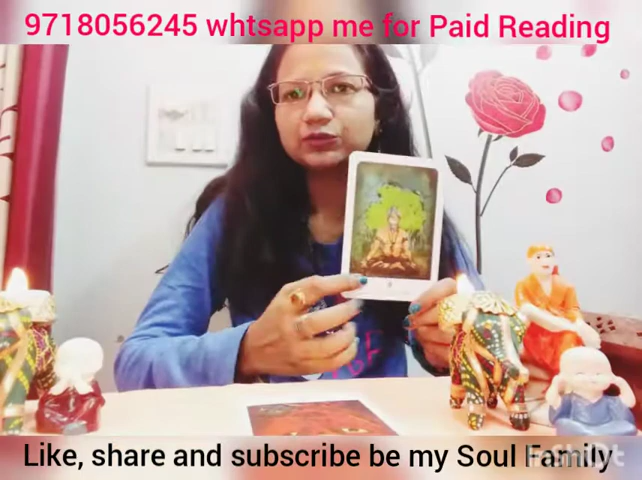 9718056245 whtsapp me for Paid Reading
Like, share and subscribe be my Soul Family